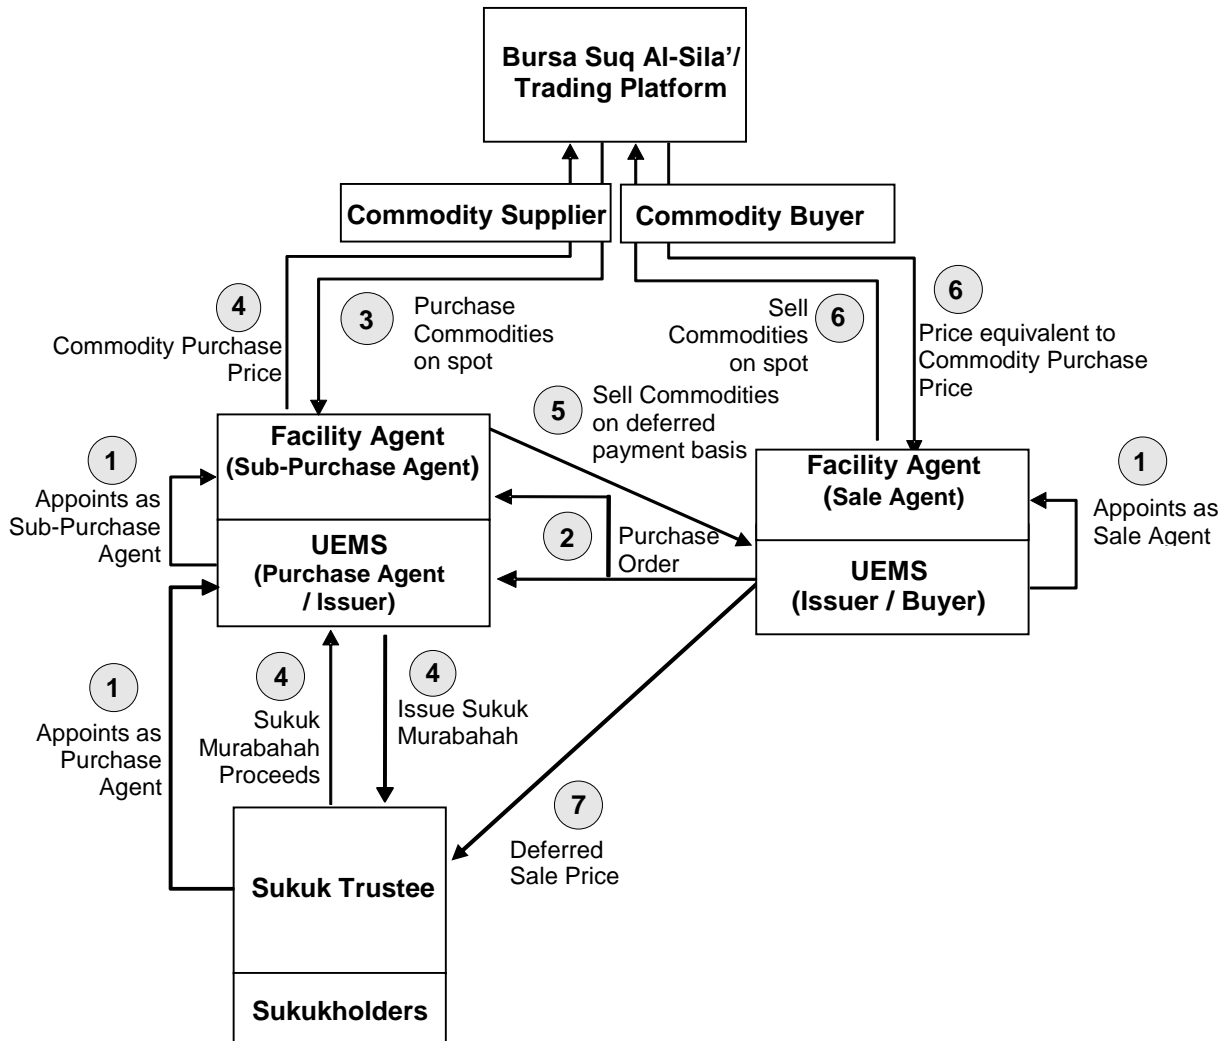 Bursa Suq Al-Sila’/
Trading Platform
Commodity Supplier
Commodity Buyer
4
Commodity Purchase
Price
3
Purchase
Commodities
on spot
Sell
Commodities
on spot
6
6
Price equivalent to
Commodity Purchase
Price
5
Sell Commodities
on deferred
payment basis
1
Appoints as
Sub-Purchase
Agent
Facility Agent
(Sub-Purchase Agent)
UEMS
(Purchase Agent
/ Issuer)
2
Purchase
Order
Facility Agent
(Sale Agent)
UEMS
(Issuer / Buyer)
1
Appoints as
Sale Agent
1
Appoints as
Purchase
Agent
4
Sukuk
Murabahah
Proceeds
4
Issue Sukuk
Murabahah
7
Deferred
Sale Price
Sukuk Trustee
Sukukholders